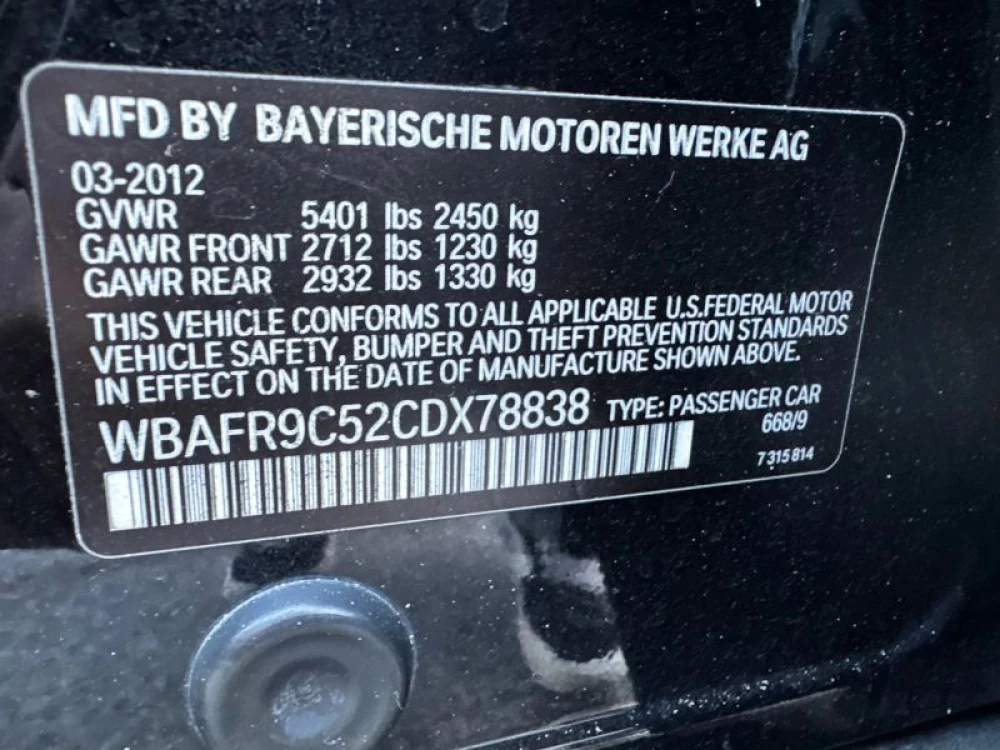 MFD BY BAYERISCHE MOTOREN WERKE AG
03-2012
GVWR 5401 lbs 2450 kg
GAWR FRONT 2712 lbs 1230 kg
GAWR REAR 2932 lbs 1330 kg
THIS VEHICLE CONFORMS TO ALL APPLICABLE U.S.FEDERAL MOTOR
VEHICLE SAFETY, BUMPER AND THEFT PREVENTION STANDARDS
IN EFFECT ON THE DATE OF MANUFACTURE SHOWN ABOVE.
WBAFR9C52CDX78838 TYPE: PASSENGER CAR
668/9
7 315 814